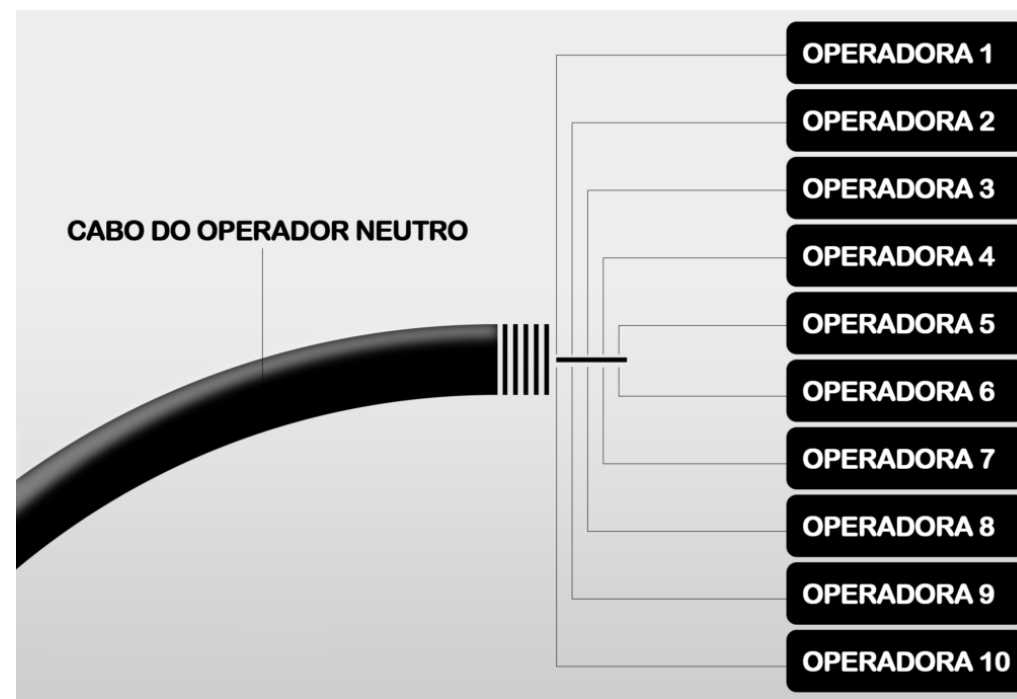 OPERADORA 1
OPERADORA 2
OPERADORA 3
CABO DO OPERADOR NEUTRO
OPERADORA 4
OPERADORA 5
OPERADORA 6
OPERADORA 7
OPERADORA 8
OPERADORA 9
OPERADORA 10